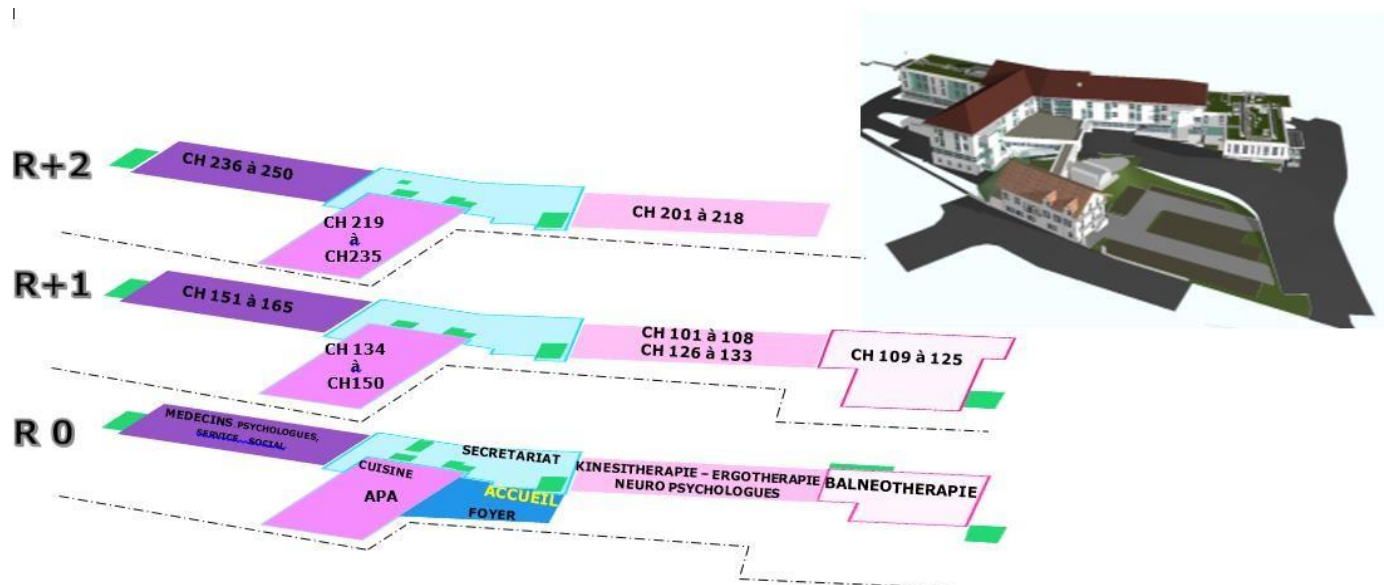 R+2
CH 236 à 250
CH 219
à
CH235
CH 201 à 218
R+1
CH 151 à 165
CH 134
à
CH150
CH 101 à 108
CH 126 à 133
CH 109 à 125
R 0
MEDECINS, PSYCHOLOGUES,
SERVICE SOCIAL
SECRETARIAT
CUISINE
APA
ACCUEIL
FOYER
KINESITHERAPIE – ERGOTHERAPIE
NEURO PSYCHOLOGUES
BALNEOTHERAPIE